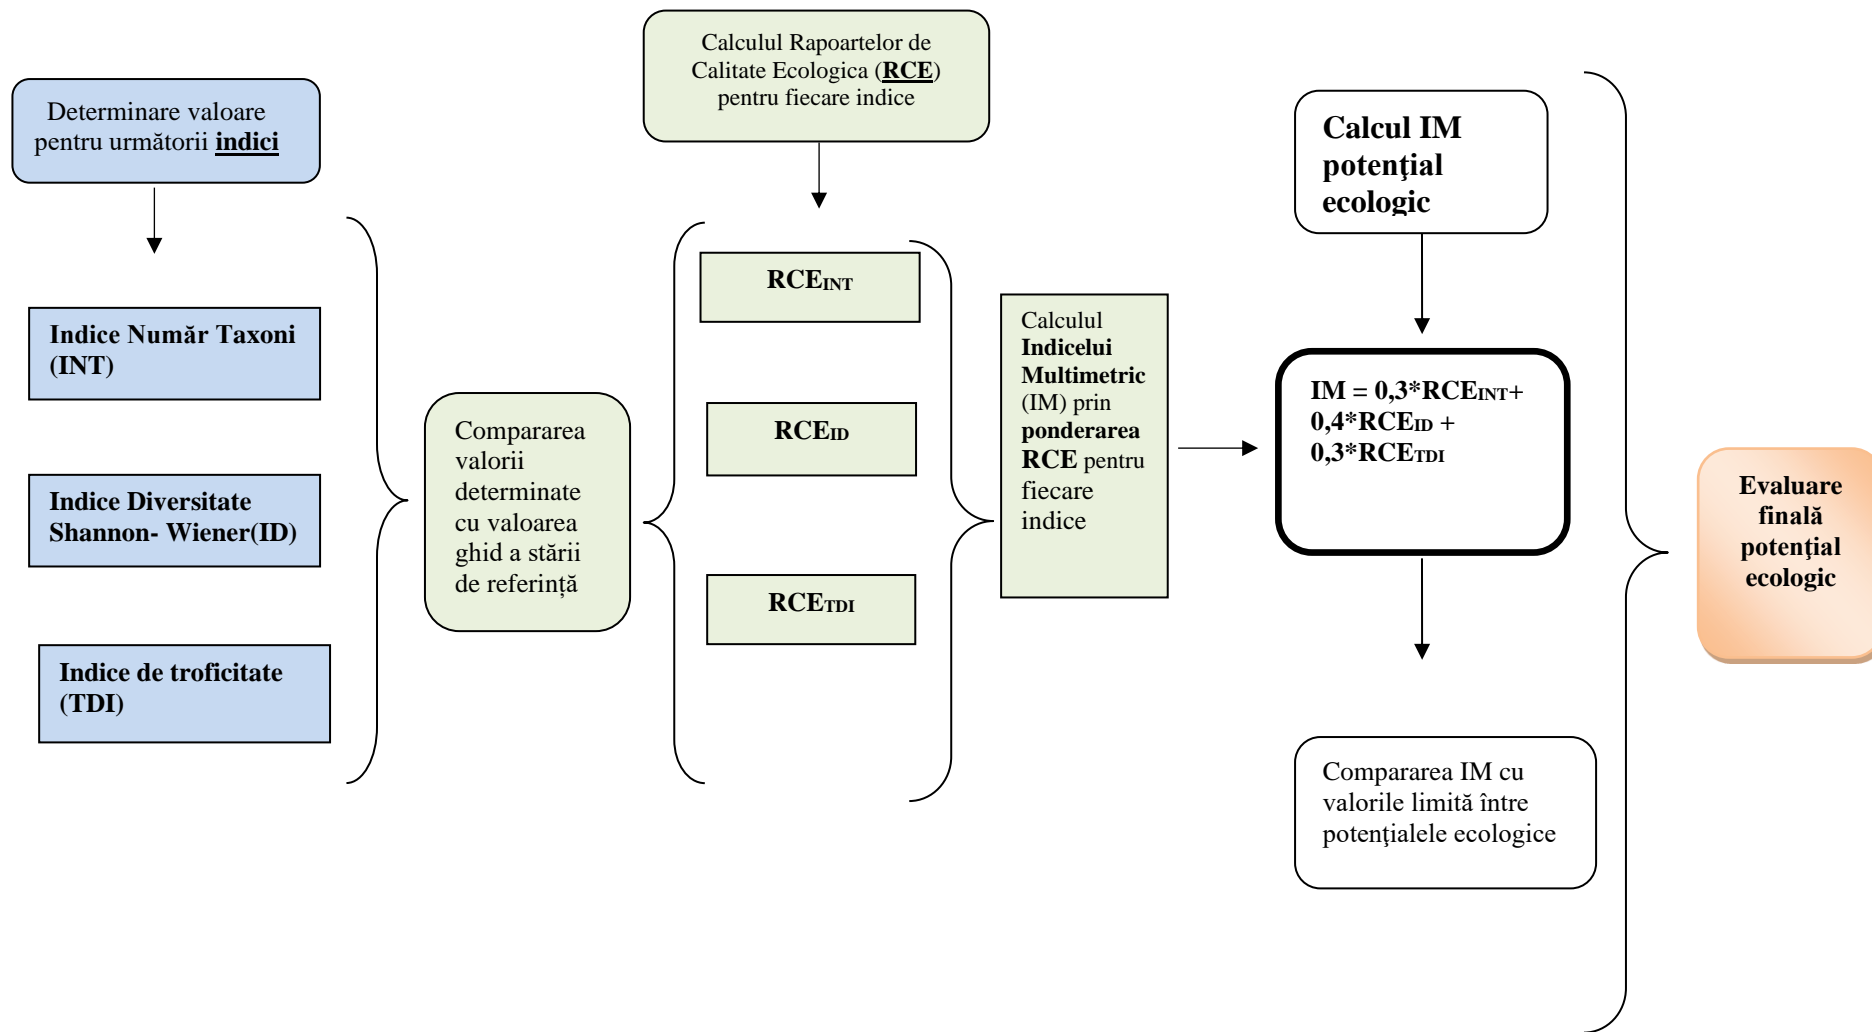 Determinare valoare
pentru următorii indici
Indice Număr Taxoni
(INT)
Indice Diversitate
Shannon- Wiener(ID)
Indice de troficitate
(TDI)
Compararea
valorii
determinate
cu valoarea
ghid a stării
de referință
Calculul Rapoartelor de
Calitate Ecologica (RCE)
pentru fiecare indice
RCEINT
RCEID
RCETDI
Calculul
Indicelui
Multimetric
(IM) prin
ponderarea
RCE pentru
fiecare
indice
Calcul IM
potenţial
ecologic
IM = 0,3*RCEINT+
0,4*RCEID +
0,3*RCETDI
Compararea IM cu
valorile limită între
potenţialele ecologice
Evaluare
finală
potenţial
ecologic